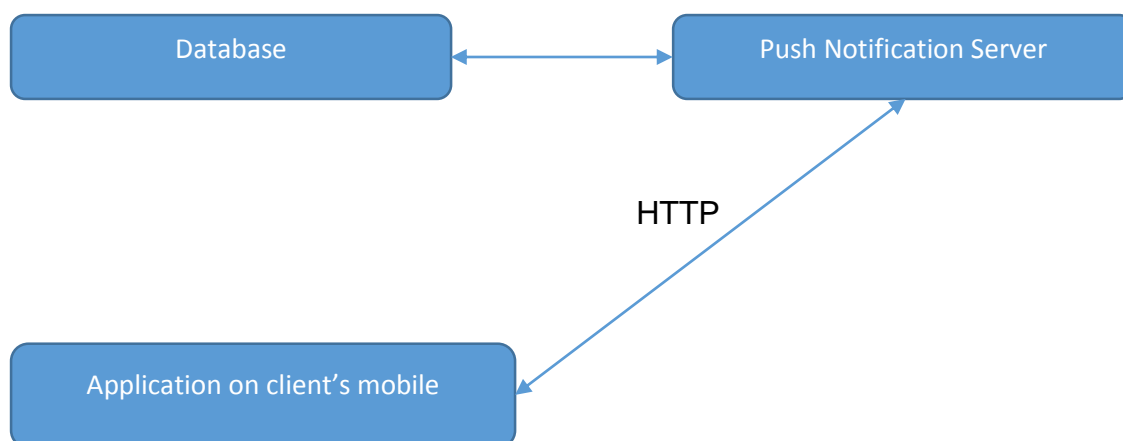 Database
Push Notification Server
HTTP
Application on client’s mobile